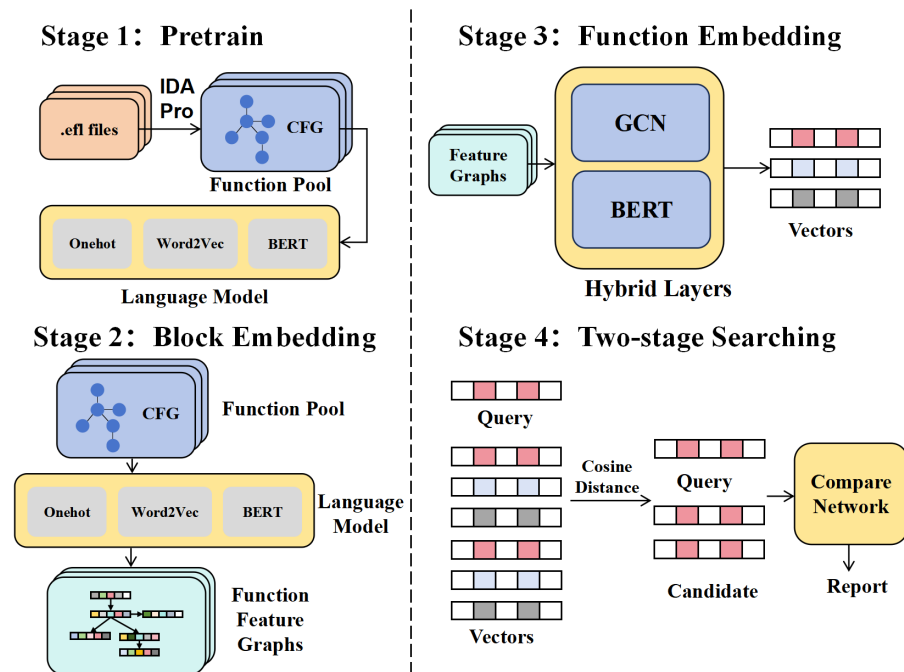 Stage 1: Pretrain
.efl files
IDA
Pro
CFG
Function Pool
Onehot
Word2Vec
BERT
Language Model
Stage 2: Block Embedding
CFG
Function Pool
Onehot
Word2Vec
BERT
Language
Model
Function
Feature
Graphs
Stage 3: Function Embedding
Feature
Graphs
GCN
BERT
Hybrid Layers
Vectors
Stage 4: Two-stage Searching
Query
Vectors
Cosine
Distance
Query
Candidate
Compare
Network
Report